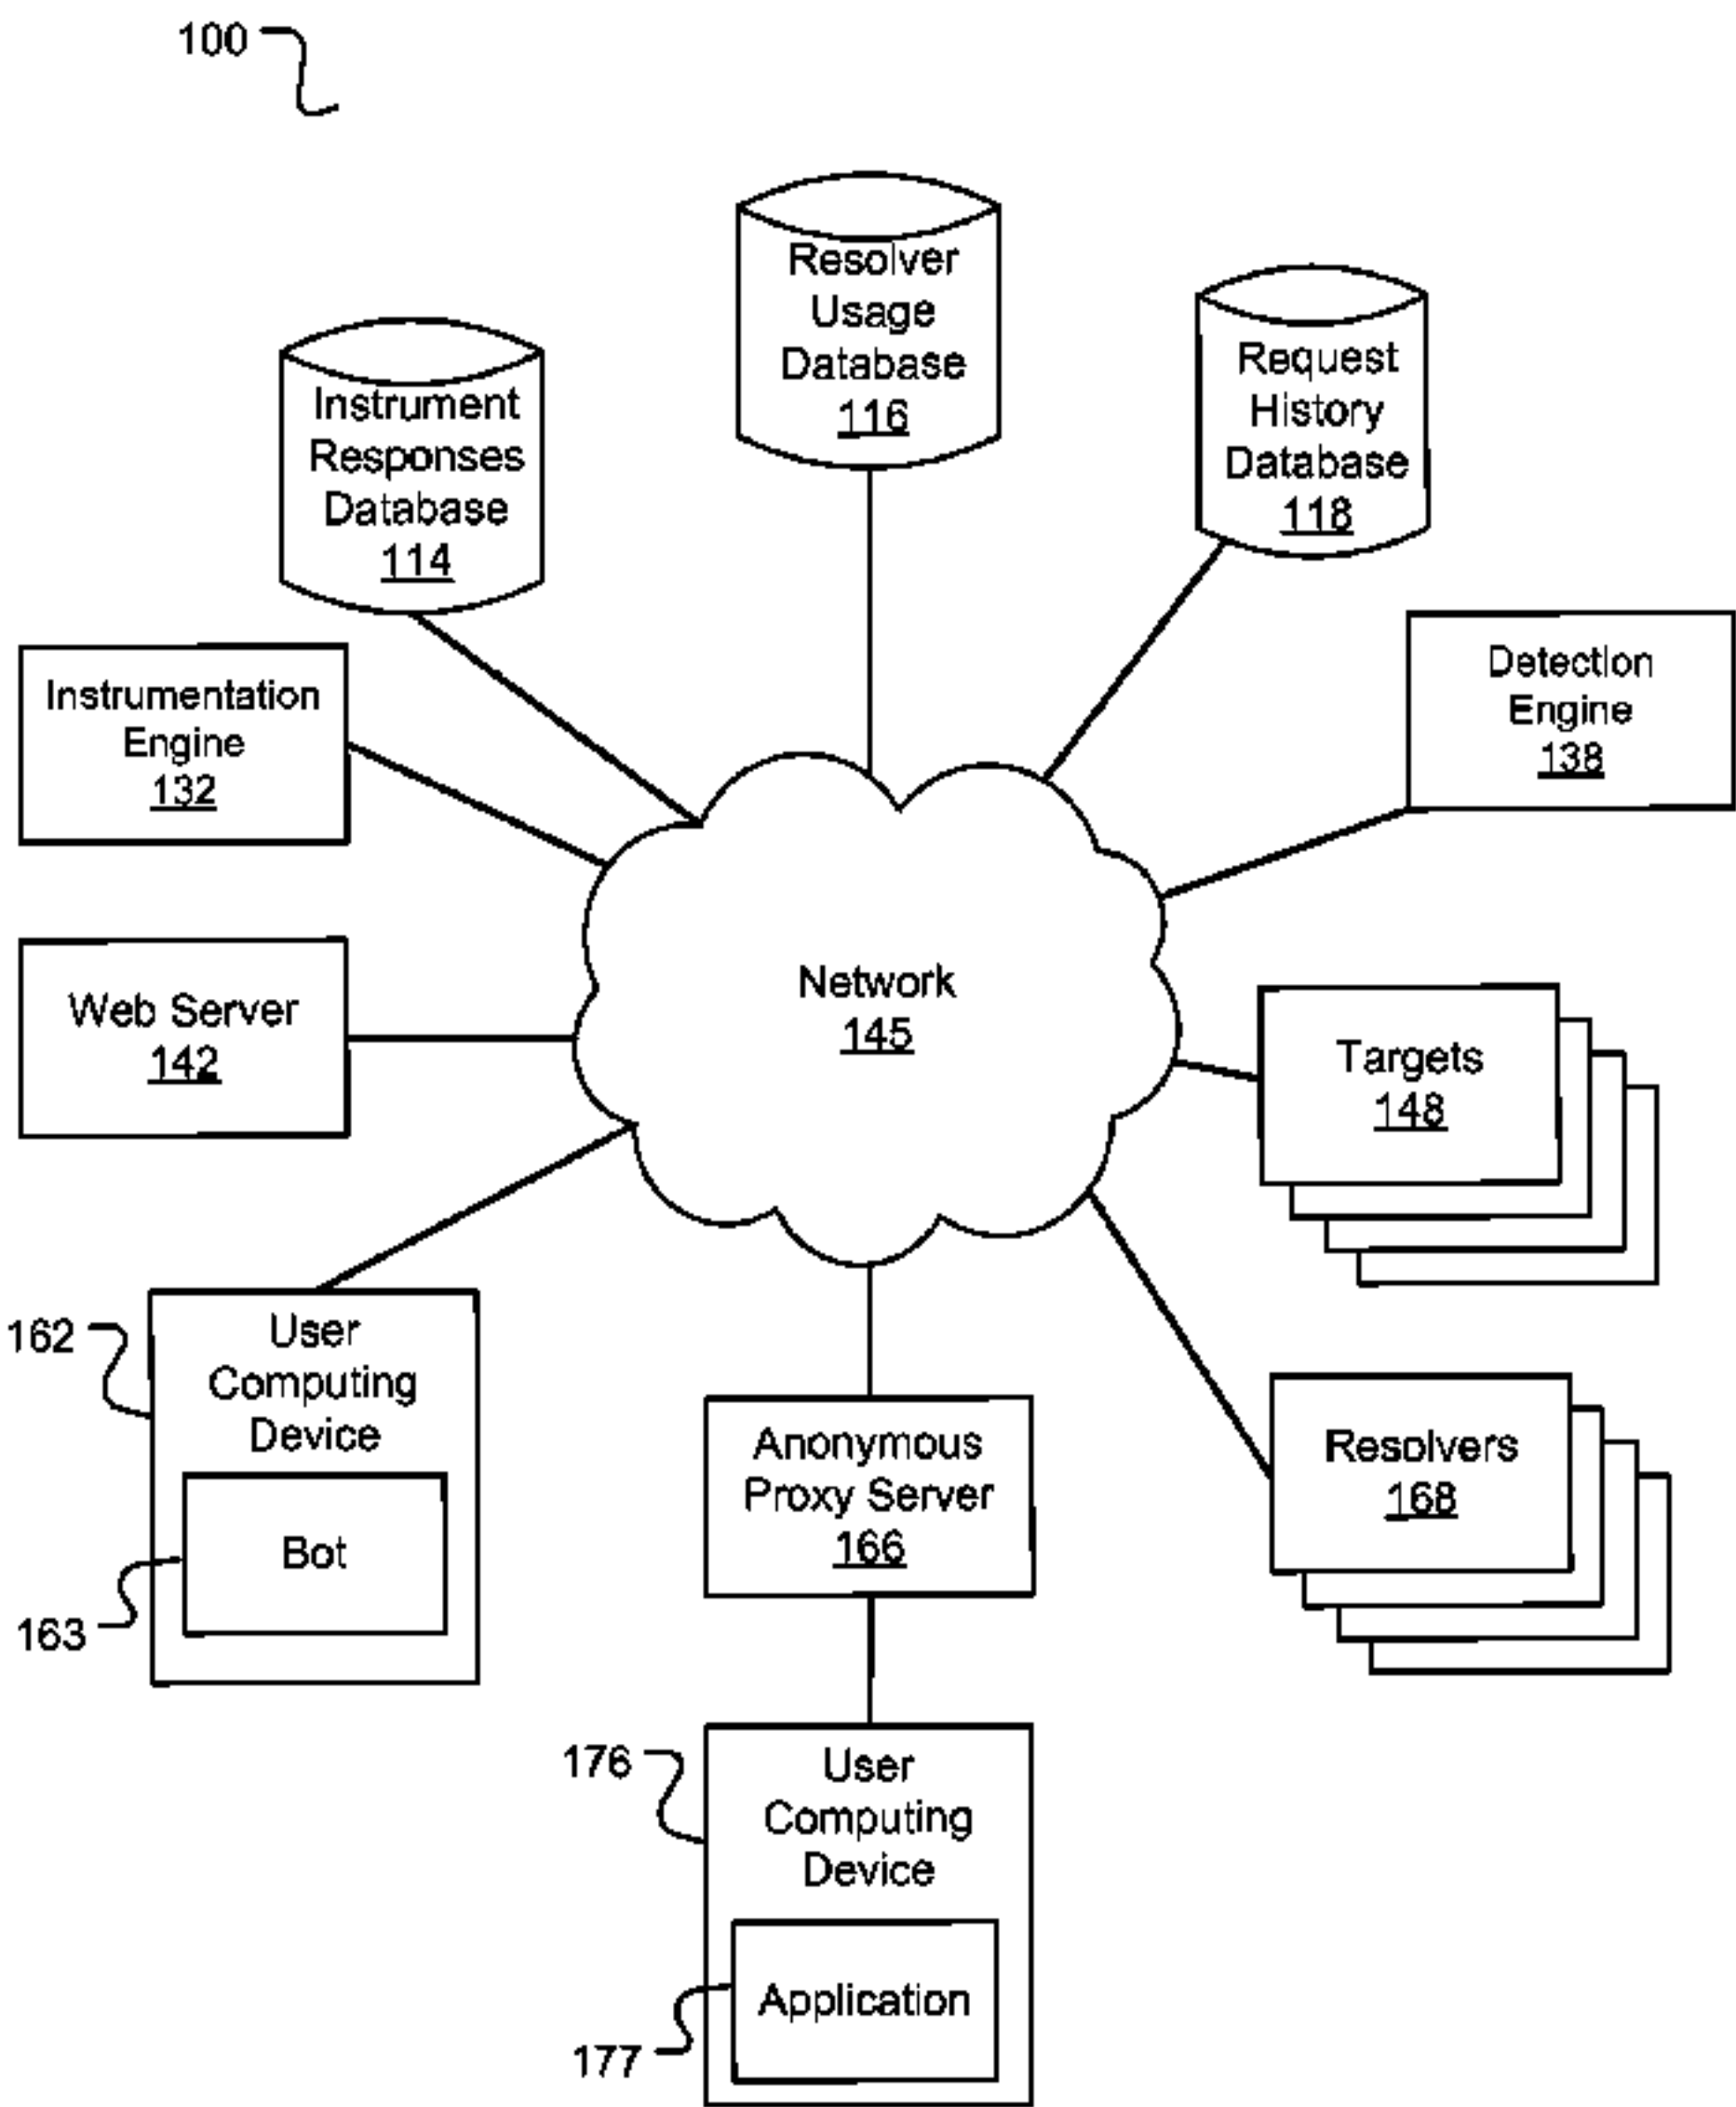 100
Resolver
Usage
Database
116
Request
History
Database
118
Instrument
Responses
Database
114
Instrumentation
Engine
132
Detection
Engine
138
Web Server
142
Network
145
Targets
148
162
User
Computing
Device
Bot
163
Anonymous
Proxy Server
166
Resolvers
168
176
User
Computing
Device
Application
177